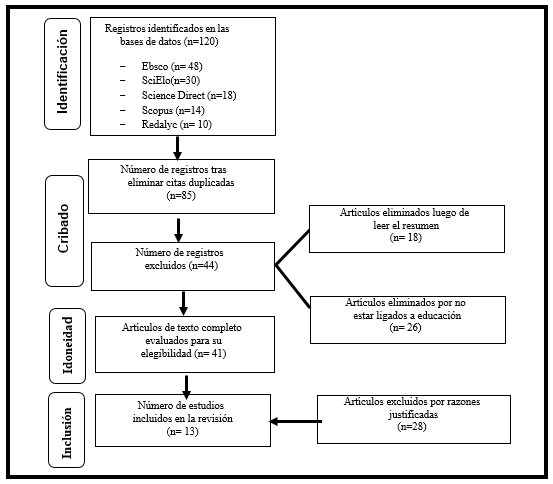 Identificación
Registros identificados en las
bases de datos (n=120)
– Ebsco (n= 48)
– SciElo(n=30)
– Science Direct (n=18)
– Scopus (n=14)
– Redalyc (n= 10)
Cribado
Número de registros tras
eliminar citas duplicadas
(n=85)
Número de registros
excluidos (n=44)
Artículos eliminados luego de
leer el resumen
(n= 18)
Artículos eliminados por no
estar ligados a educación
(n= 26)
Idoneidad
Artículos de texto completo
evaluados para su
elegibilidad (n= 41)
Inclusión
Número de estudios
incluidos en la revisión
(n= 13)
Artículos excluidos por razones
justificadas
(n=28)